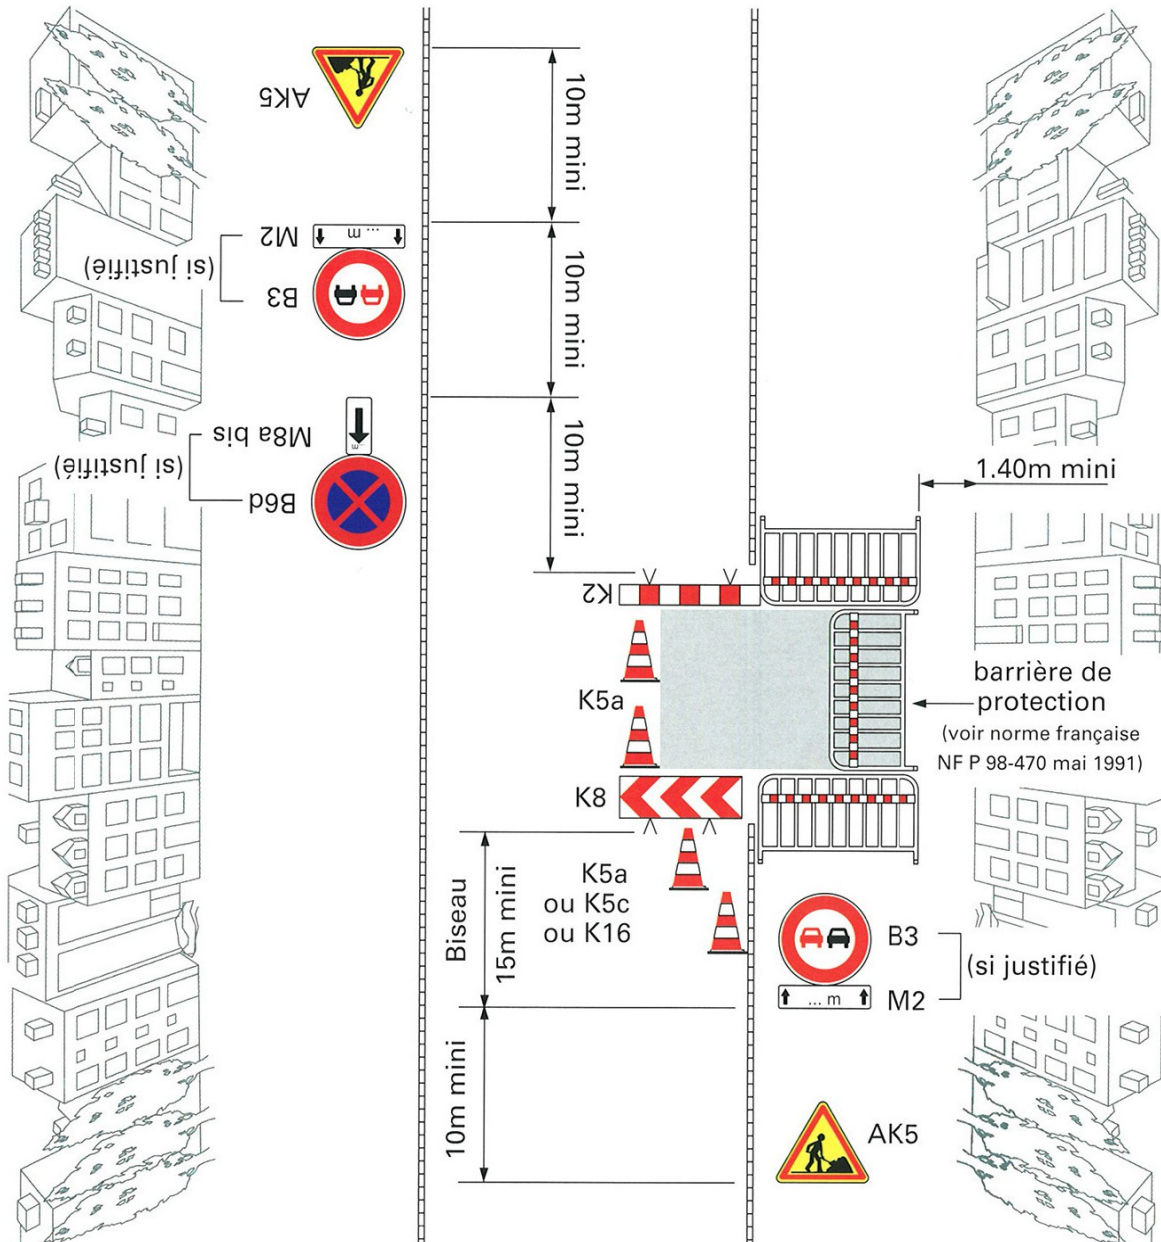 AK5
10m mini
M2
... m
(si justifié)
B3
10m mini
M8a bis
...m
(si justifié)
B6d
10m mini
1.40m mini
K2
K5a
barrière de
protection
(voir norme française
NF P 98-470 mai 1991)
K8
Biseau
15m mini
K5a
ou K5c
ou K16
B3
(si justifié)
... m
M2
10m mini
AK5